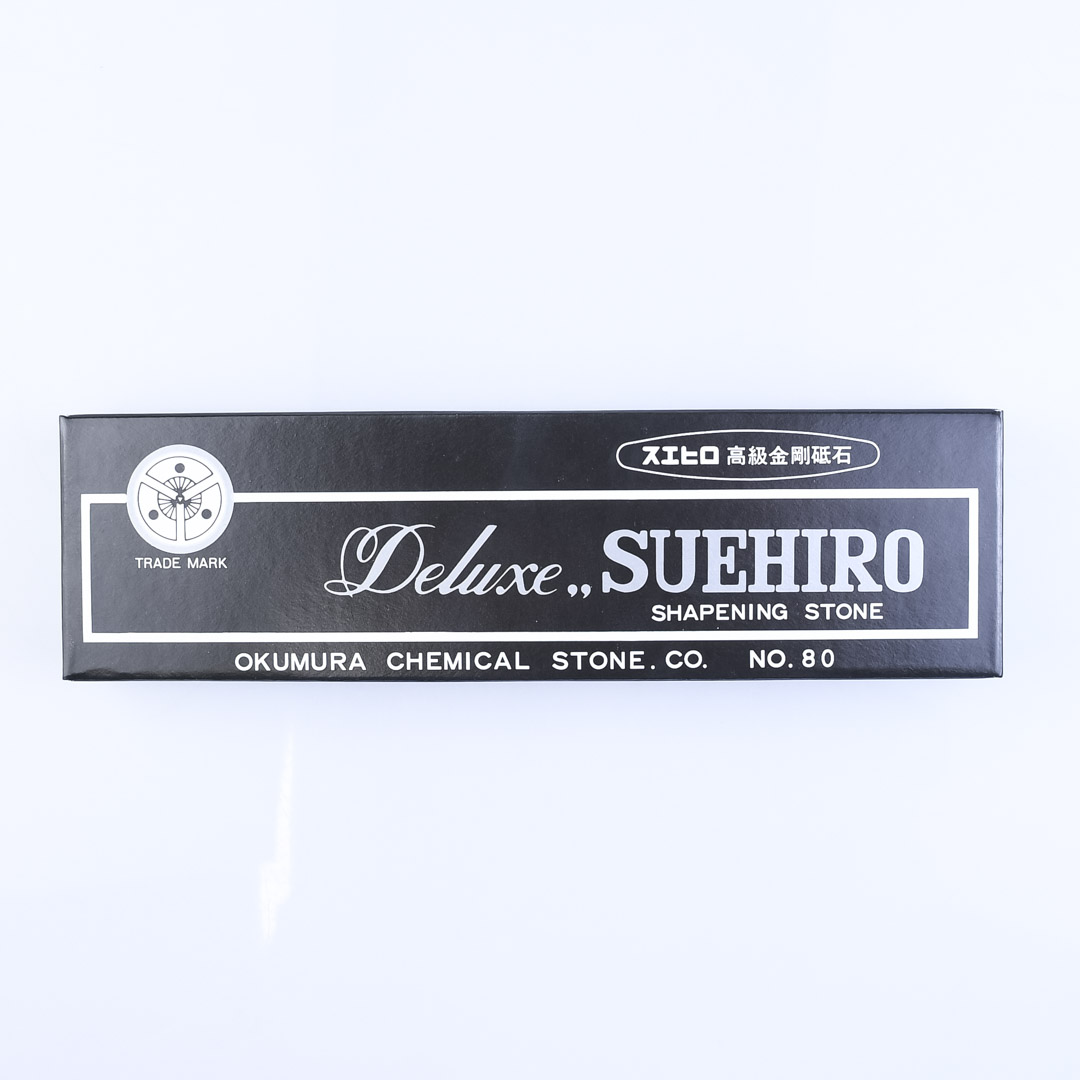 スエヒロ 高級金剛砥石
TRADE MARK
Deluxe „ SUEHIRO
SHAPENING STONE
OKUMURA CHEMICAL STONE. CO. NO. 80